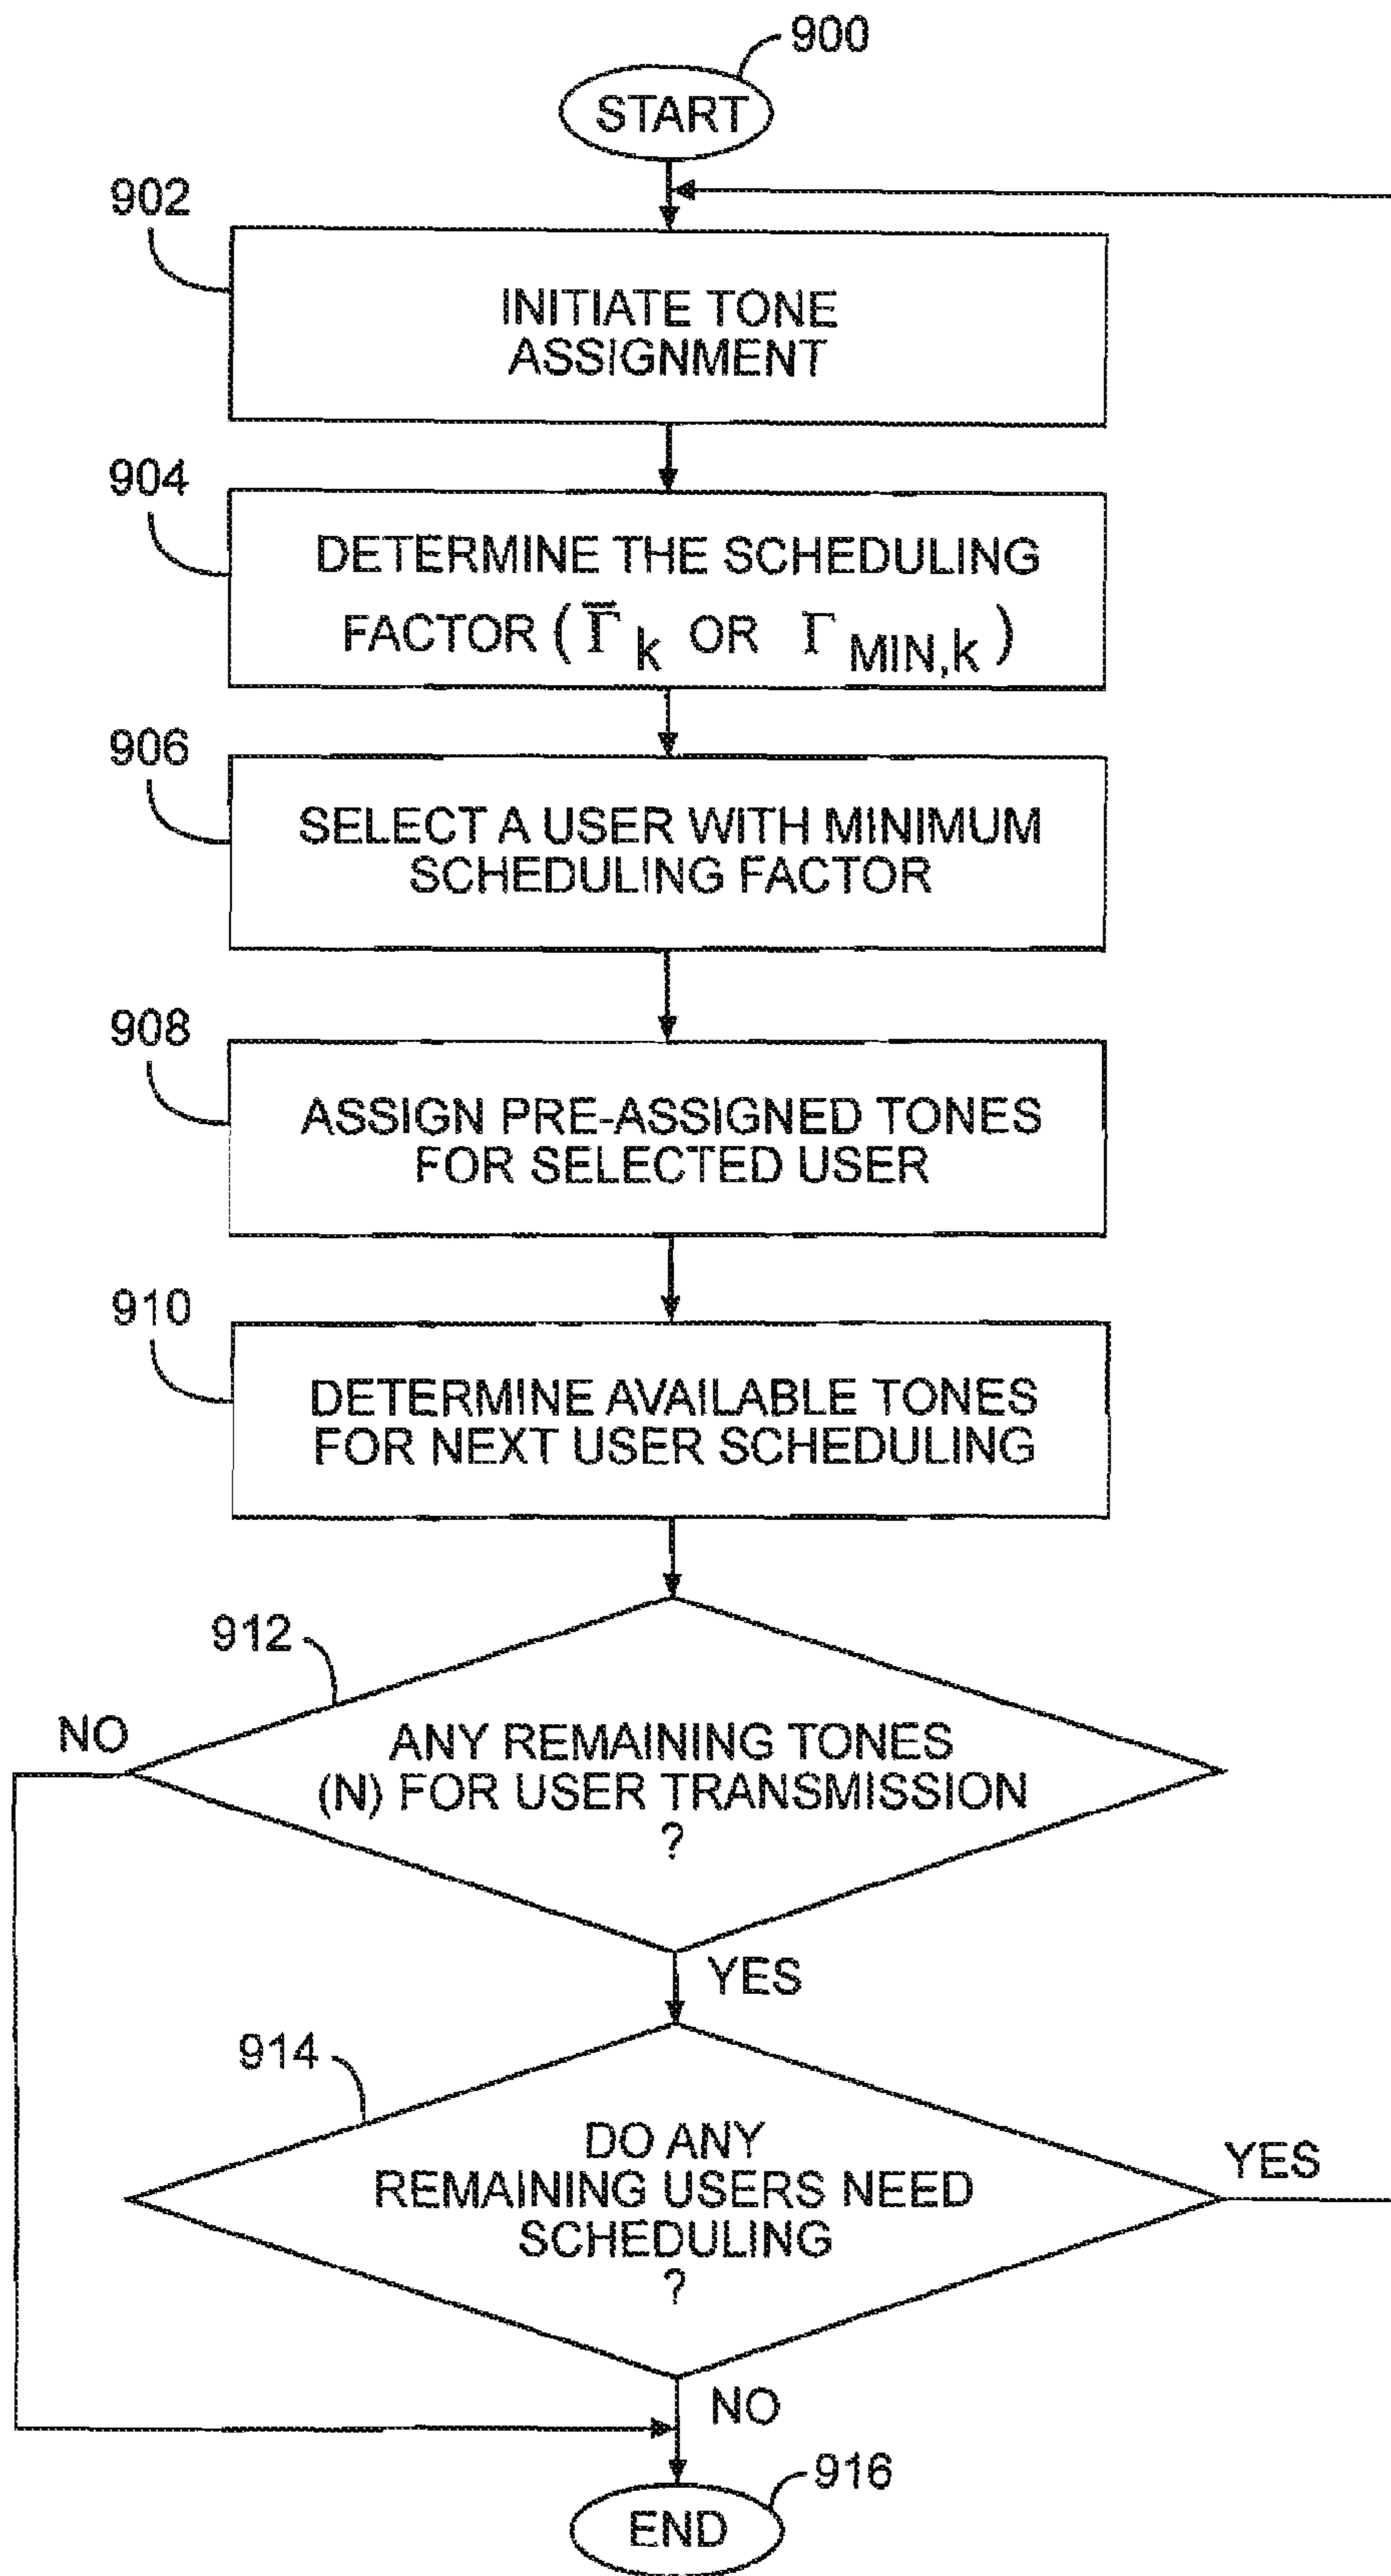 900
START
902
INITIATE TONE
ASSIGNMENT
904
DETERMINE THE SCHEDULING
FACTOR (Γ̄k OR ΓMIN,k)
906
SELECT A USER WITH MINIMUM
SCHEDULING FACTOR
908
ASSIGN PRE-ASSIGNED TONES
FOR SELECTED USER
910
DETERMINE AVAILABLE TONES
FOR NEXT USER SCHEDULING
912
NO
ANY REMAINING TONES
(N) FOR USER TRANSMISSION
?
YES
914
DO ANY
REMAINING USERS NEED
SCHEDULING
?
YES
NO
916
END